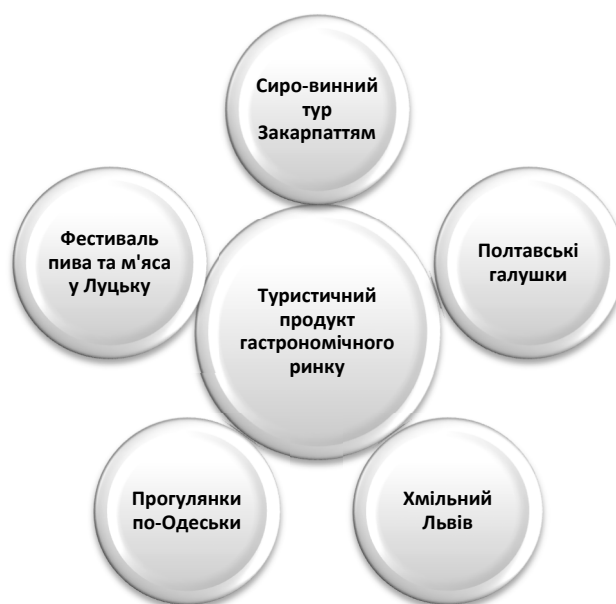 Сиро-винний
тур
Закарпаттям
Фестиваль
пива та м'яса
у Луцьку
Полтавські
галушки
Туристичний
продукт
гастрономічного
ринку
Прогулянки
по-Одеськи
Хмільний
Львів